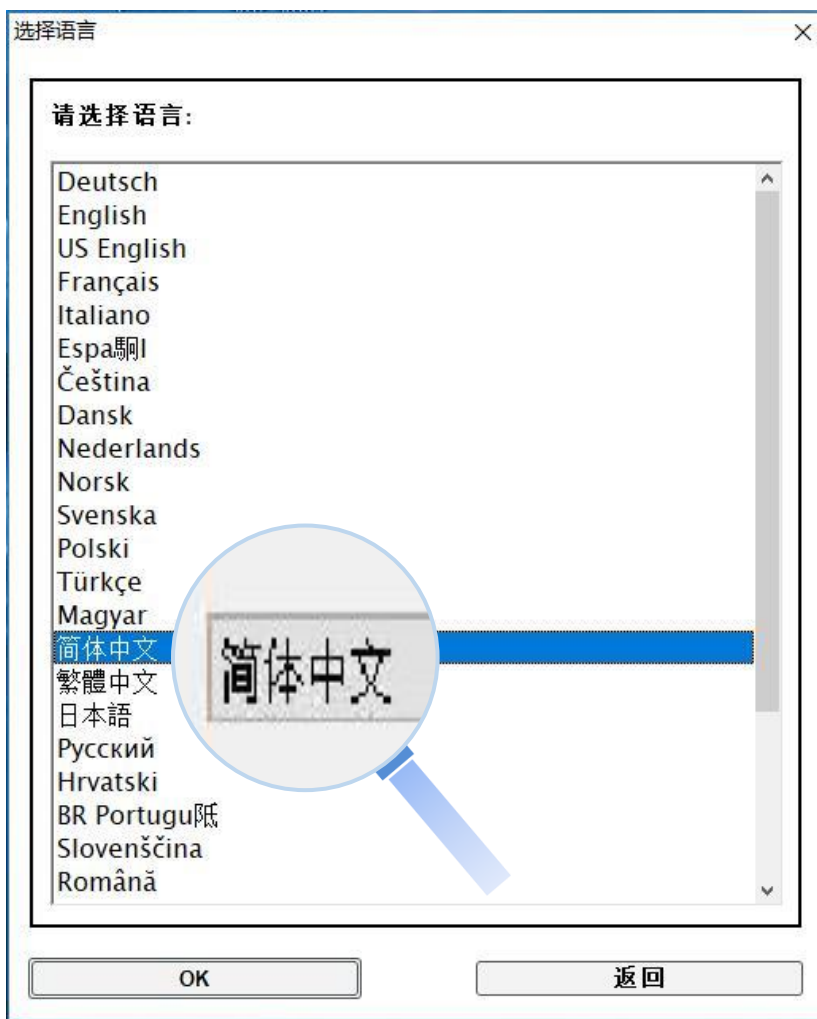 选择语言
请选择语言:
Deutsch
English
US English
Français
Italiano
Espa駉l
Čeština
Dansk
Nederlands
Norsk
Svenska
Polski
Türkçe
Magyar
简体中文
简体中文
繁體中文
日本語
Русский
Hrvatski
BR Portugu阺
Slovenščina
Română
OK
返回